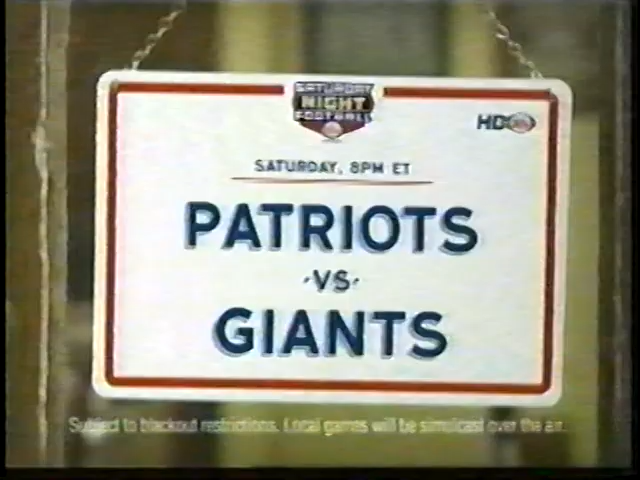 SATURDAY
NIGHT
FOOTBALL
HD
SATURDAY, 8PM ET
PATRIOTS
-VS-
GIANTS
Subject to blackout restrictions. Local games will be simulcast over the air.